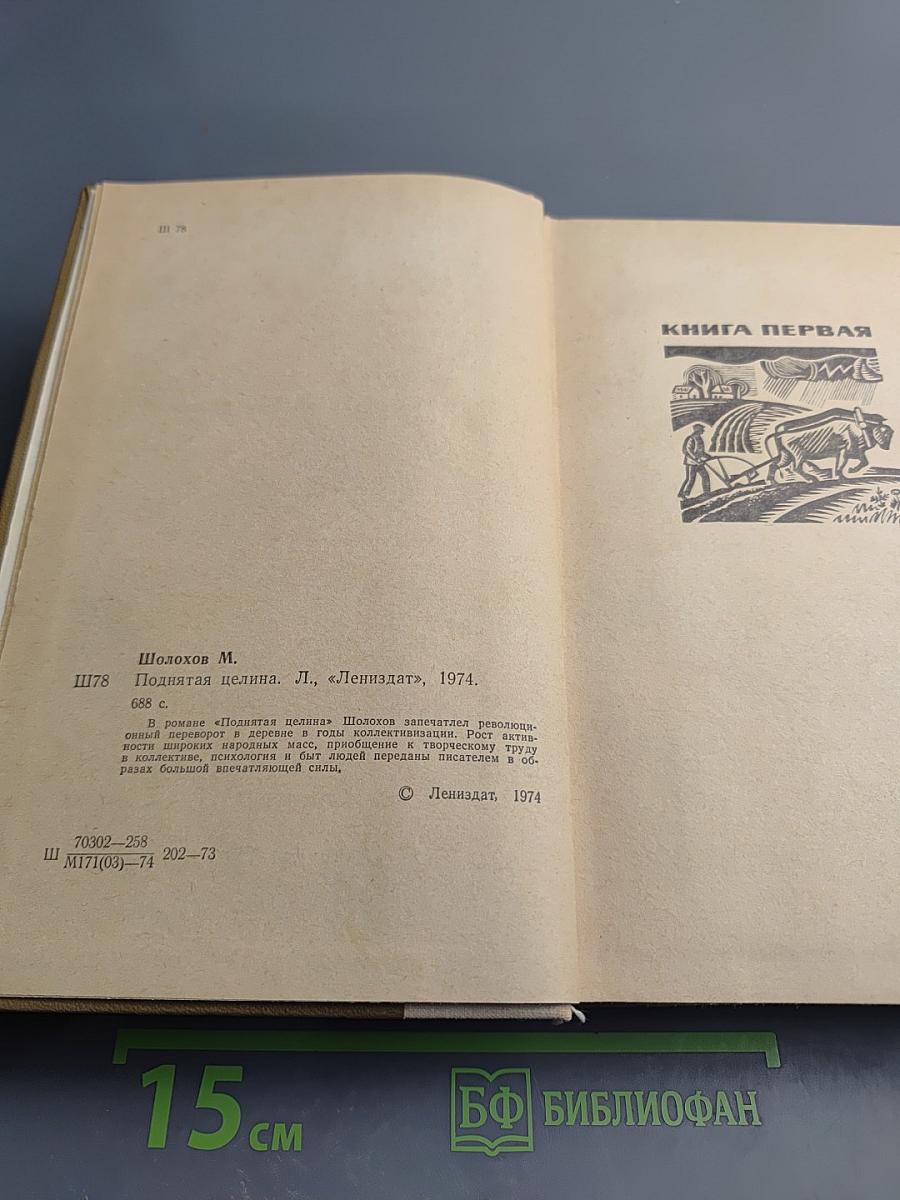 Ш 78
Шолохов М.
Ш78 Поднятая целина. Л., «Лениздат», 1974.
688 с.
В романе «Поднятая целина» Шолохов запечатлел революци-
онный переворот в деревне в годы коллективизации. Рост актив-
ности широких народных масс, приобщение к творческому труду
в коллективе, психология и быт людей переданы писателем в об-
разах большой впечатляющей силы,
© Лениздат, 1974
Ш 70302—258
М171(03)—74 202—73
КНИГА ПЕРВАЯ
15 см
БФ БИБЛИОФАН